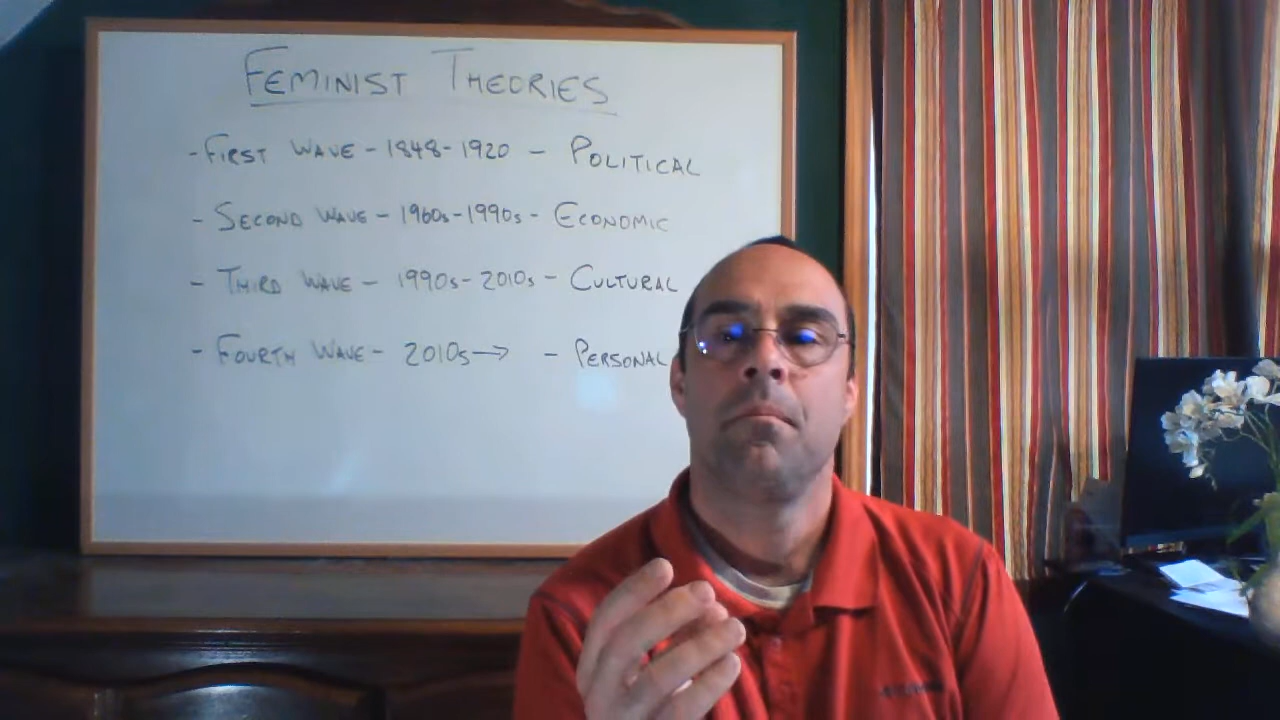 FEMINIST THEORIES
- FIRST WAVE - 1848-1920 - POLITICAL
- SECOND WAVE - 1960s-1990s - ECONOMIC
- THIRD WAVE - 1990s-2010s - CULTURAL
- FOURTH WAVE - 2010s→ - PERSONAL